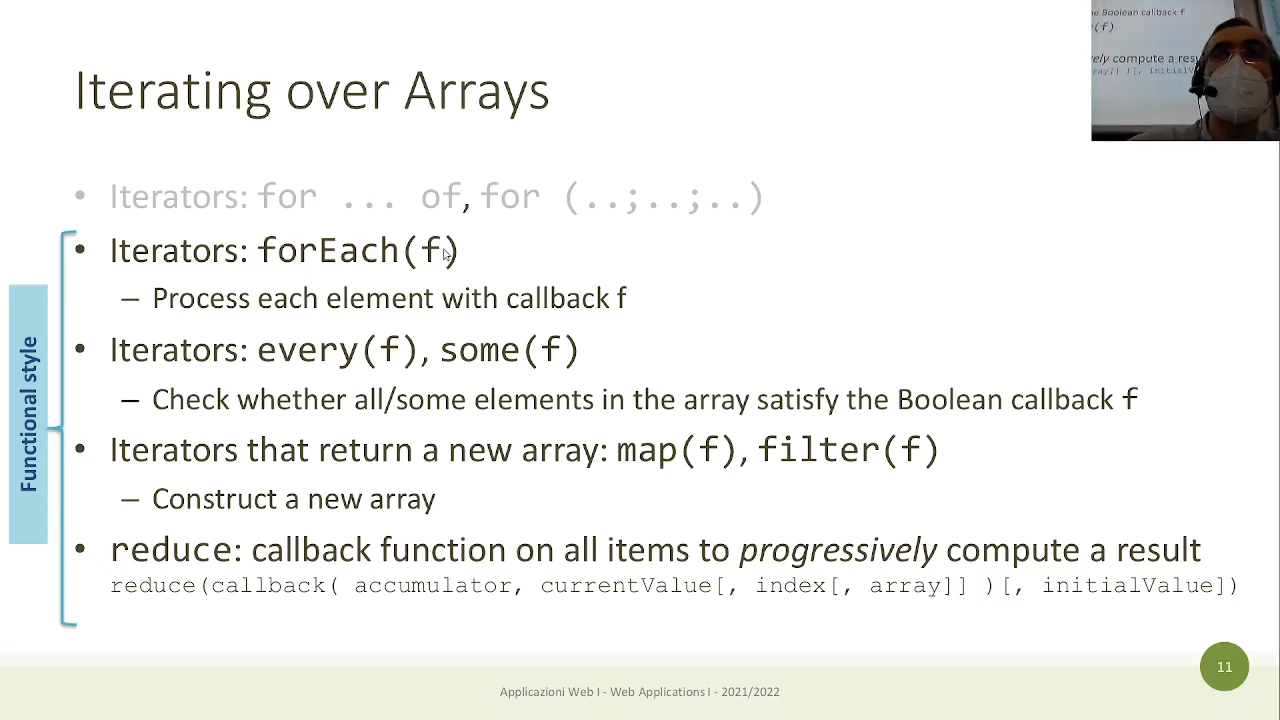 Iterating over Arrays
• Iterators: for ... of, for (..;..;..)
• Iterators: forEach(f)
– Process each element with callback f
• Iterators: every(f), some(f)
– Check whether all/some elements in the array satisfy the Boolean callback f
• Iterators that return a new array: map(f), filter(f)
– Construct a new array
• reduce: callback function on all items to progressively compute a result
reduce(callback( accumulator, currentValue[, index[, array]] )[, initialValue])
Functional style
Applicazioni Web I - Web Applications I - 2021/2022
11
Boolean callback f
(f)
compute a